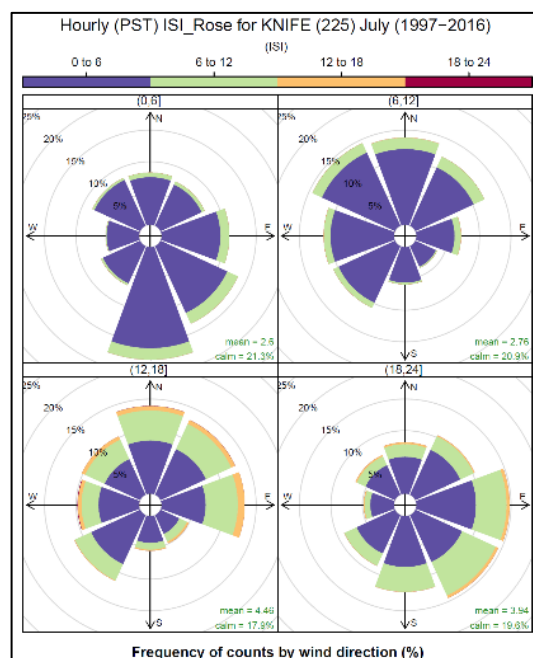 Hourly (PST) ISI_Rose for KNIFE (225) July (1997−2016)
(ISI)
0 to 6 6 to 12 12 to 18 18 to 24
(0,6] (6,12]
25% 20% 15% 10% 5% N W E
25% 20% 15% 10% 5% N W E S
mean = 2.6
calm = 21.3%
mean = 2.76
calm = 20.9%
(12,18] (18,24]
25% 20% 15% 10% 5% N W E S
25% 20% 15% 10% 5% N W E S
mean = 4.46
calm = 17.9%
mean = 3.94
calm = 19.6%
Frequency of counts by wind direction (%)